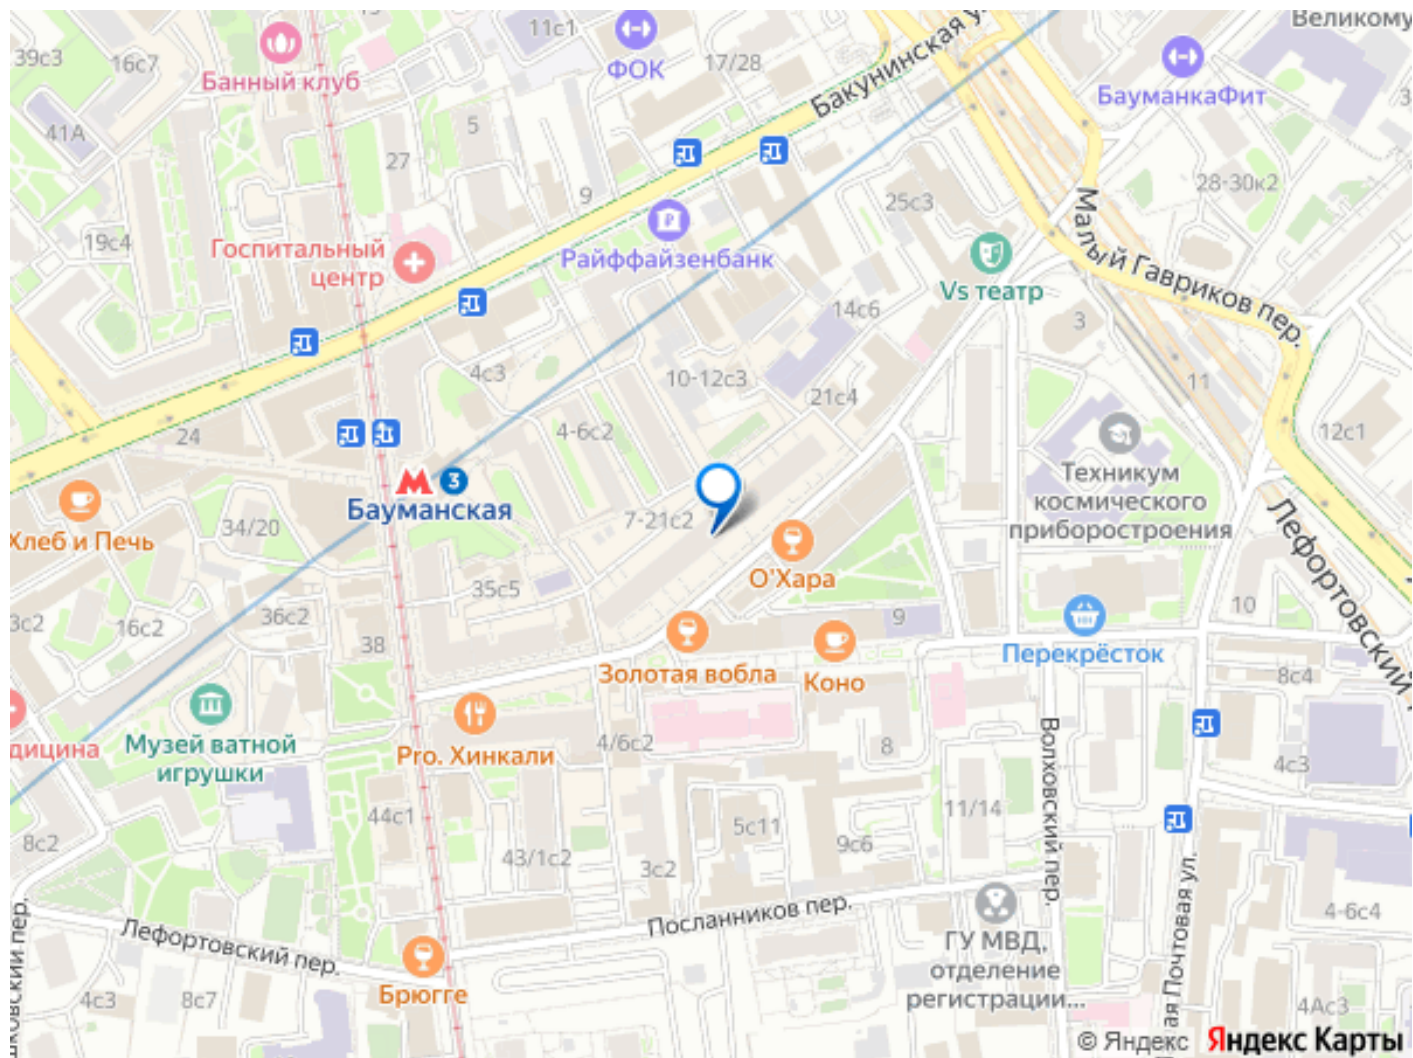 Великому
39с3
16с7
11с1
Банный клуб
ФОК
17/28
Бакунинская у
БауманкаФит
41А
5
27
9
28-30к2
25с3
Малый Гавриков пер.
19с4
Госпитальный
центр
Райффайзенбанк
Vs театр
14с6
3
4с3
10-12с3
11
21с4
24
4-6с2
12с1
Техникум
космического
приборостроения
М 3
Бауманская
Хлеб и Печь
34/20
7-21с2
О'Хара
Лефортовский
35с5
3с2
16с2
36с2
38
9
10
Золотая вобла
Коно
Перекрёсток
8с4
дицина
Музей ватной
игрушки
Pro. Хинкали
4/6с2
8
Волховский пер.
4с3
44с1
11/14
8с2
43/1с2
5с11
9с6
3с2
Посланников пер.
4-6с4
Лефортовский пер.
ГУ МВД,
отделение
регистрации...
ая Почтовая ул.
ковский пер.
Брюгге
4с3
8с7
4Ас3
© Яндекс Яндекс Карты